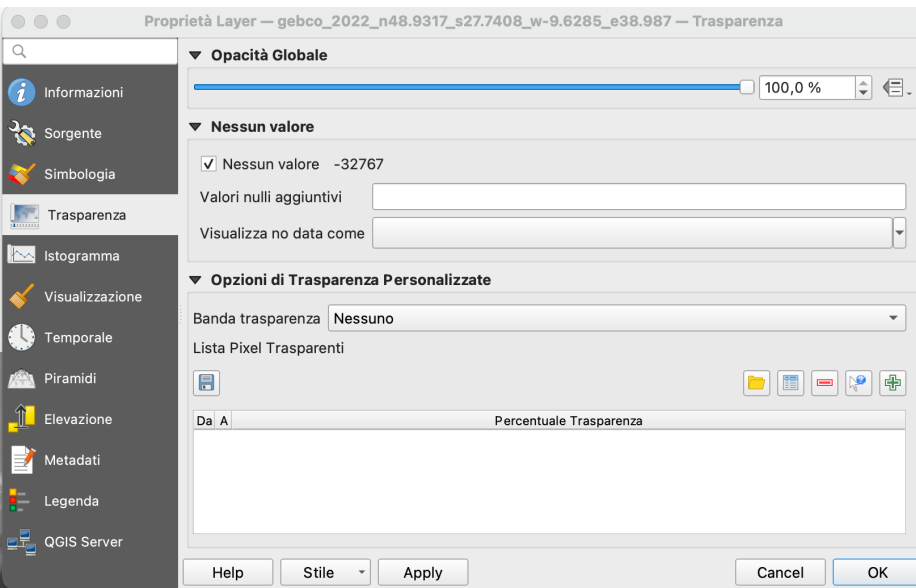 Proprietà Layer — gebco_2022_n48.9317_s27.7408_w-9.6285_e38.987 — Trasparenza
Informazioni
Sorgente
Simbologia
Trasparenza
Istogramma
Visualizzazione
Temporale
Piramidi
Elevazione
Metadati
Legenda
QGIS Server
Opacità Globale
100,0 %
Nessun valore
Nessun valore -32767
Valori nulli aggiuntivi
Visualizza no data come
Opzioni di Trasparenza Personalizzate
Banda trasparenza Nessuno
Lista Pixel Trasparenti
Da A Percentuale Trasparenza
Help Stile Apply Cancel OK